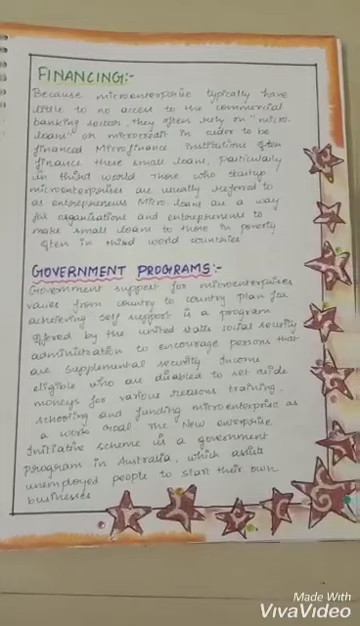 FINANCING:-
Because microenterprise typically have
little to no access to the commercial
banking sector, they often rely on "micro-
loans" or microcredit in order to be
financed Microfinance institutions often
finance these small loans, particularly
in third world Those who startup
microenterprises are usually referred to
as entrepreneurs Micro loans are a way
for organisations and entrepreneurs to
make small loans to those in poverty
often in third world countries
GOVERNMENT PROGRAMS:-
Government support for microenterprises
varies from country to country plan for
achieving self support is a program
offered by the united states social security
administration to encourage persons that
are supplemental security Income
eligible who are disabled to set aside
moneys for various reasons training,
schooling and funding microenterprise as
a work goal The New enterprise
Initiative scheme is a government
program in Australia, which assists
unemployed people to start their own
businesses
Made With
VivaVideo